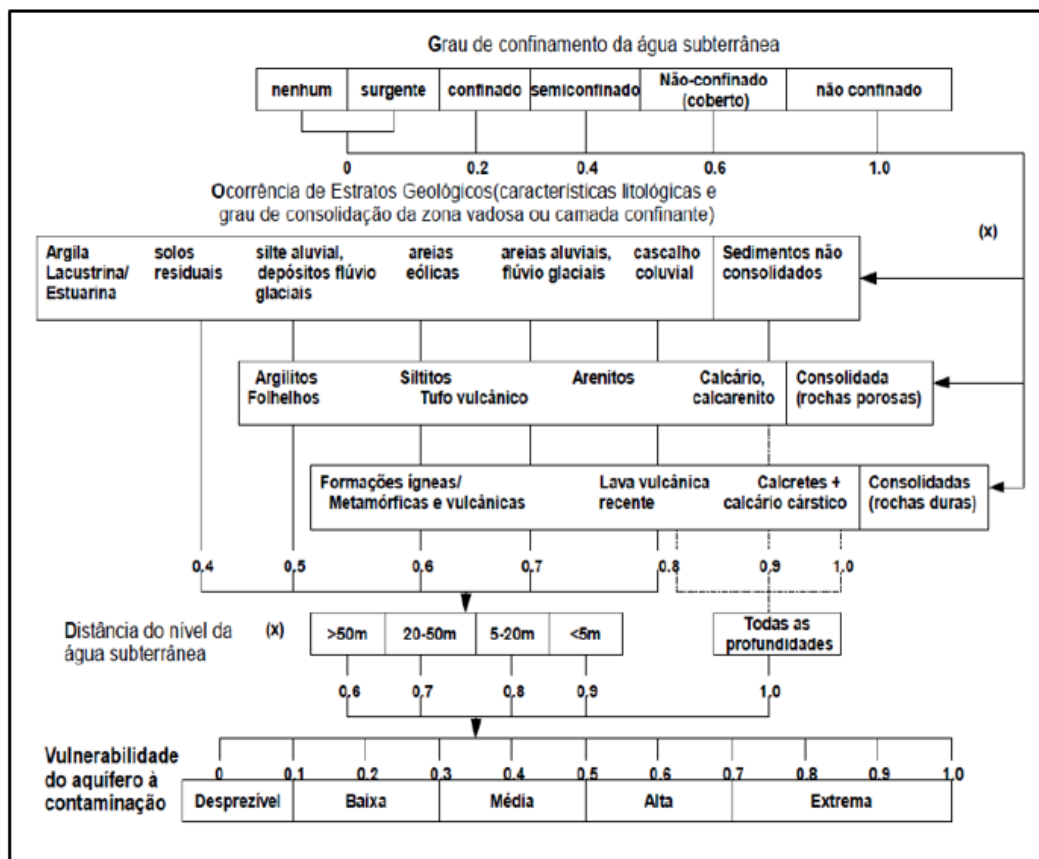 Grau de confinamento da água subterrânea
nenhum surgente confinado semiconfinado Não-confinado (coberto) não confinado
0 0.2 0.4 0.6 1.0
Ocorrência de Estratos Geológicos(características litológicas e
grau de consolidação da zona vadosa ou camada confinante)
(x)
Argila solos silte aluvial, areias areias aluviais, cascalho Sedimentos não
Lacustrina/ residuais depósitos flúvio eólicas flúvio glaciais coluvial consolidados
Estuarina glaciais
Argilitos Siltitos Arenitos Calcário, Consolidada
Folhelhos Tufo vulcânico calcarenito (rochas porosas)
Formações ígneas/ Lava vulcânica Calcretes + Consolidadas
Metamórficas e vulcânicas recente calcário cárstico (rochas duras)
0.4 0.5 0.6 0.7 0.8 0.9 1.0
Distância do nível da (x) >50m 20-50m 5-20m <5m Todas as
água subterrânea profundidades
0.6 0.7 0.8 0.9 1.0
Vulnerabilidade
do aquífero à 0 0.1 0.2 0.3 0.4 0.5 0.6 0.7 0.8 0.9 1.0
contaminação Desprezível Baixa Média Alta Extrema